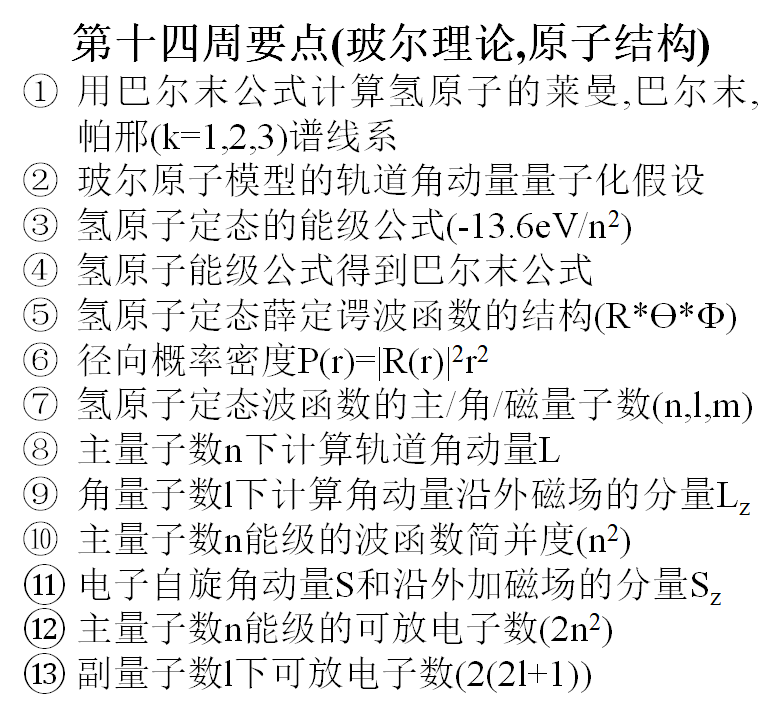 第十四周要点(玻尔理论,原子结构)
① 用巴尔末公式计算氢原子的莱曼,巴尔末,
帕邢(k=1,2,3)谱线系
② 玻尔原子模型的轨道角动量量子化假设
③ 氢原子定态的能级公式(-13.6eV/n²)
④ 氢原子能级公式得到巴尔末公式
⑤ 氢原子定态薛定谔波函数的结构(R*Θ*Φ)
⑥ 径向概率密度P(r)=|R(r)|²r²
⑦ 氢原子定态波函数的主/角/磁量子数(n,l,m)
⑧ 主量子数n下计算轨道角动量L
⑨ 角量子数l下计算角动量沿外磁场的分量Lz
⑩ 主量子数n能级的波函数简并度(n²)
⑪ 电子自旋角动量S和沿外加磁场的分量Sz
⑫ 主量子数n能级的可放电子数(2n²)
⑬ 副量子数l下可放电子数(2(2l+1))